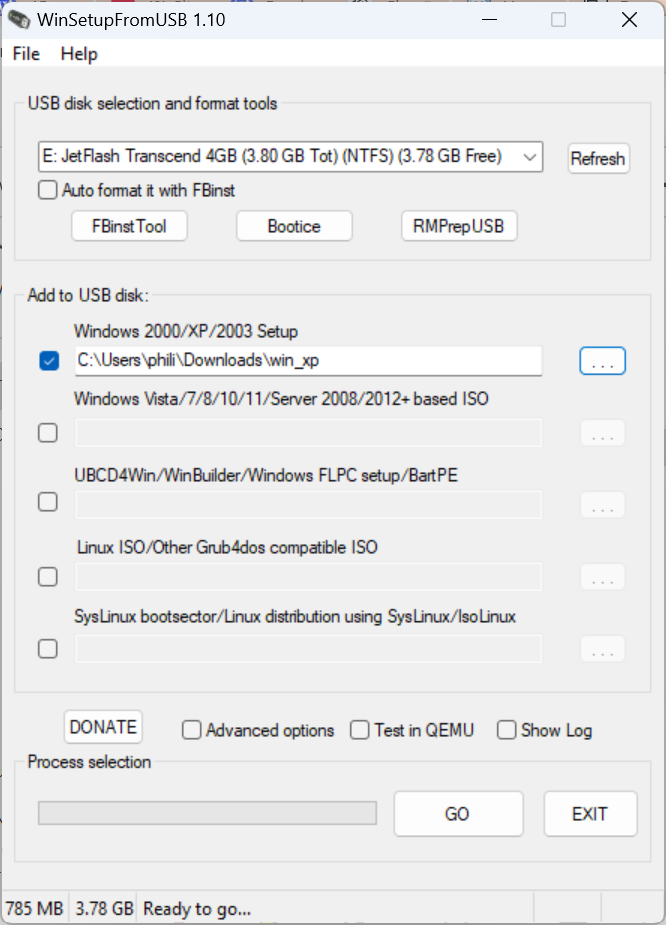 WinSetupFromUSB 1.10
File Help
USB disk selection and format tools
E: JetFlash Transcend 4GB (3.80 GB Tot) (NTFS) (3.78 GB Free)
Refresh
Auto format it with FBinst
FBinstTool Bootice RMPrepUSB
Add to USB disk:
Windows 2000/XP/2003 Setup
C:\Users\phili\Downloads\win_xp
. . .
Windows Vista/7/8/10/11/Server 2008/2012+ based ISO
. . .
UBCD4Win/WinBuilder/Windows FLPC setup/BartPE
. . .
Linux ISO/Other Grub4dos compatible ISO
. . .
SysLinux bootsector/Linux distribution using SysLinux/IsoLinux
. . .
DONATE Advanced options Test in QEMU Show Log
Process selection
GO EXIT
785 MB 3.78 GB Ready to go...